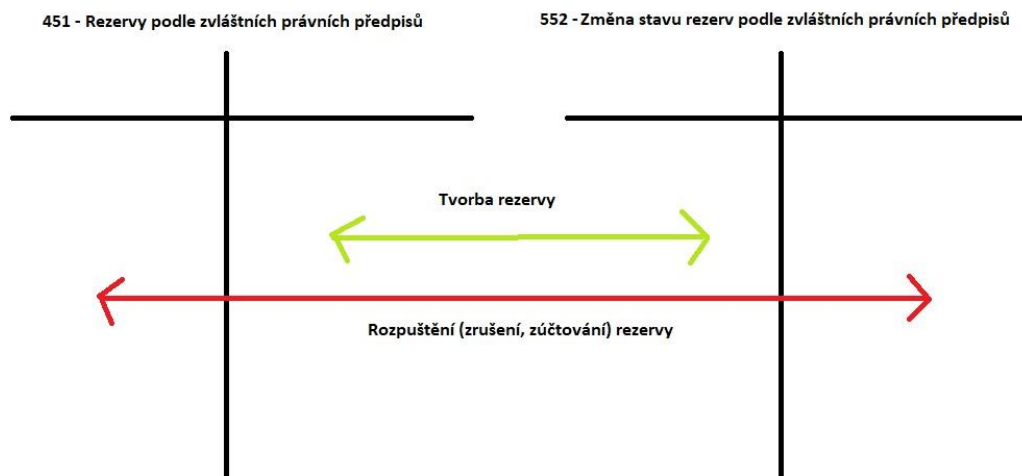 451 - Rezervy podle zvláštních právních předpisů
552 - Změna stavu rezerv podle zvláštních právních předpisů
Tvorba rezervy
Rozpuštění (zrušení, zúčtování) rezervy